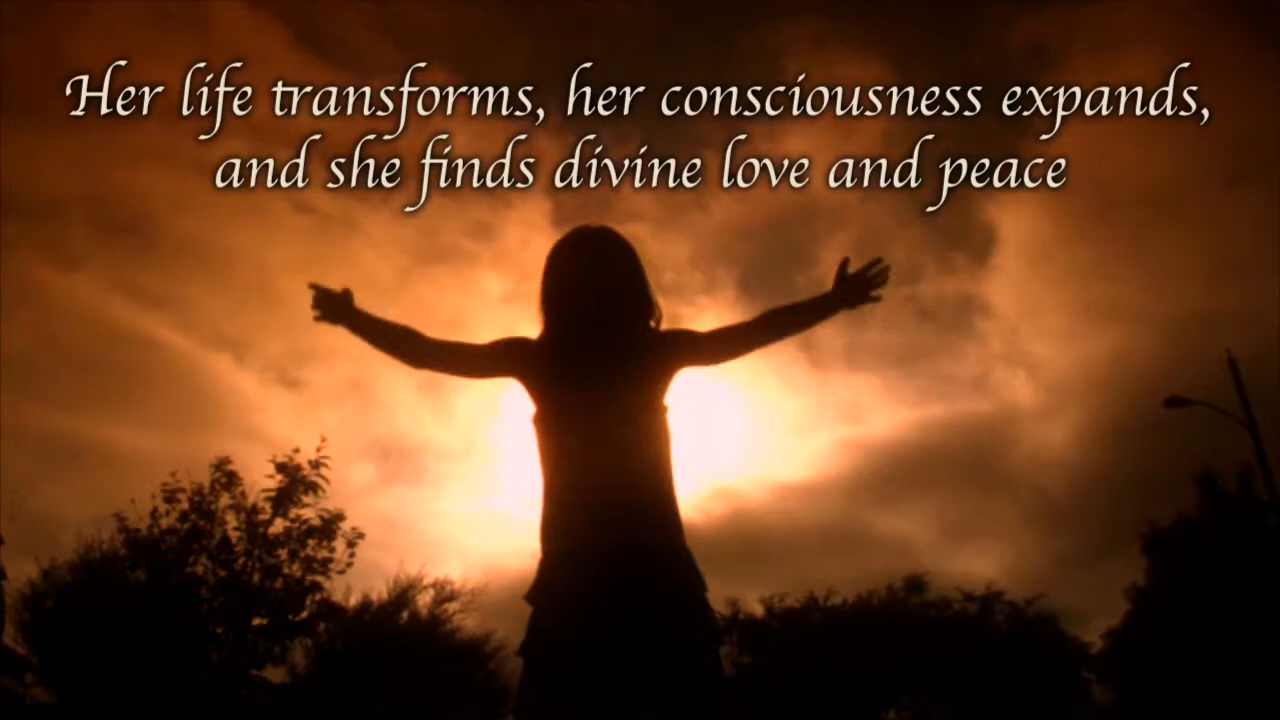 Her life transforms, her consciousness expands,
and she finds divine love and peace